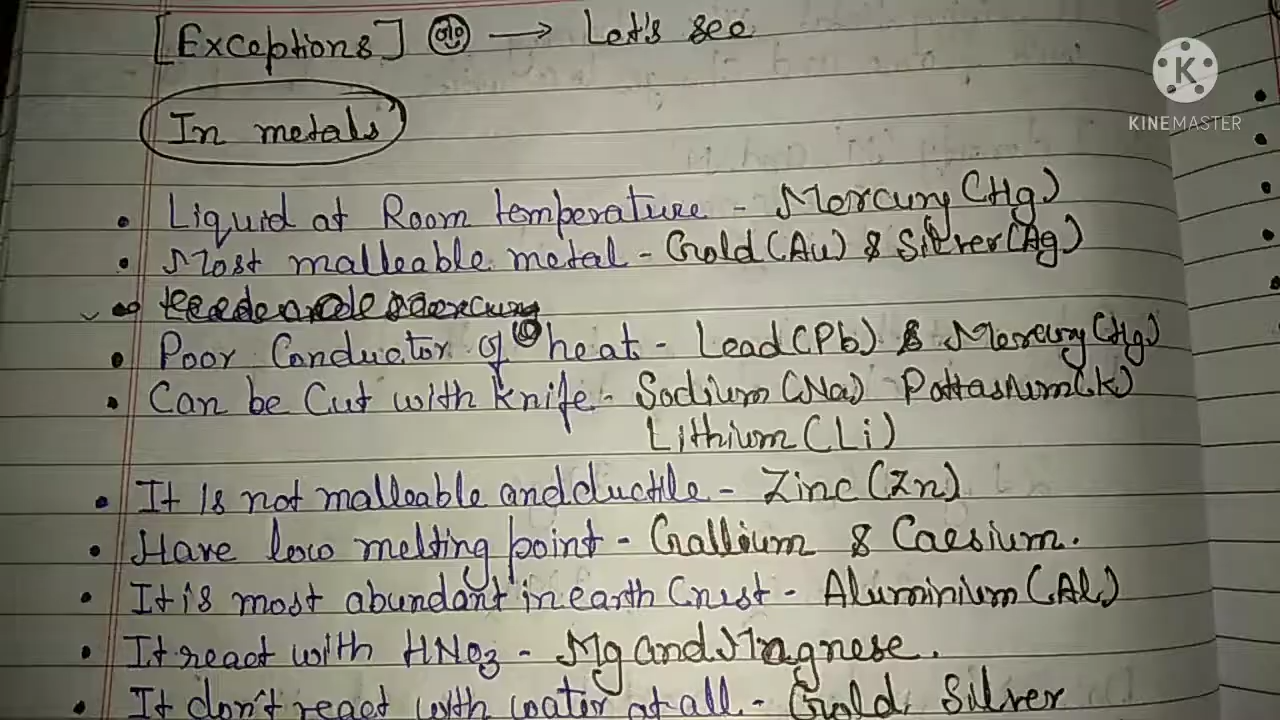 [Exceptions] → Let's see
K
KINEMASTER
In metals
• Liquid at Room temperature - Mercury (Hg)
• Most malleable metal - Gold (Au) & Silver (Ag)
• Poor Conductor of heat - Lead (Pb) & Mercury (Hg)
• Can be Cut with knife - Sodium (Na) Pottasium (K)
Lithium (Li)
• It is not malleable and ductile - Zinc (Zn)
• Have low melting point - Gallium & Caesium.
• It is most abundant in earth Crust - Aluminium (Al)
• It react with HNO3 - Mg and Magnese.
• It don't react with water at all - Gold, Silver